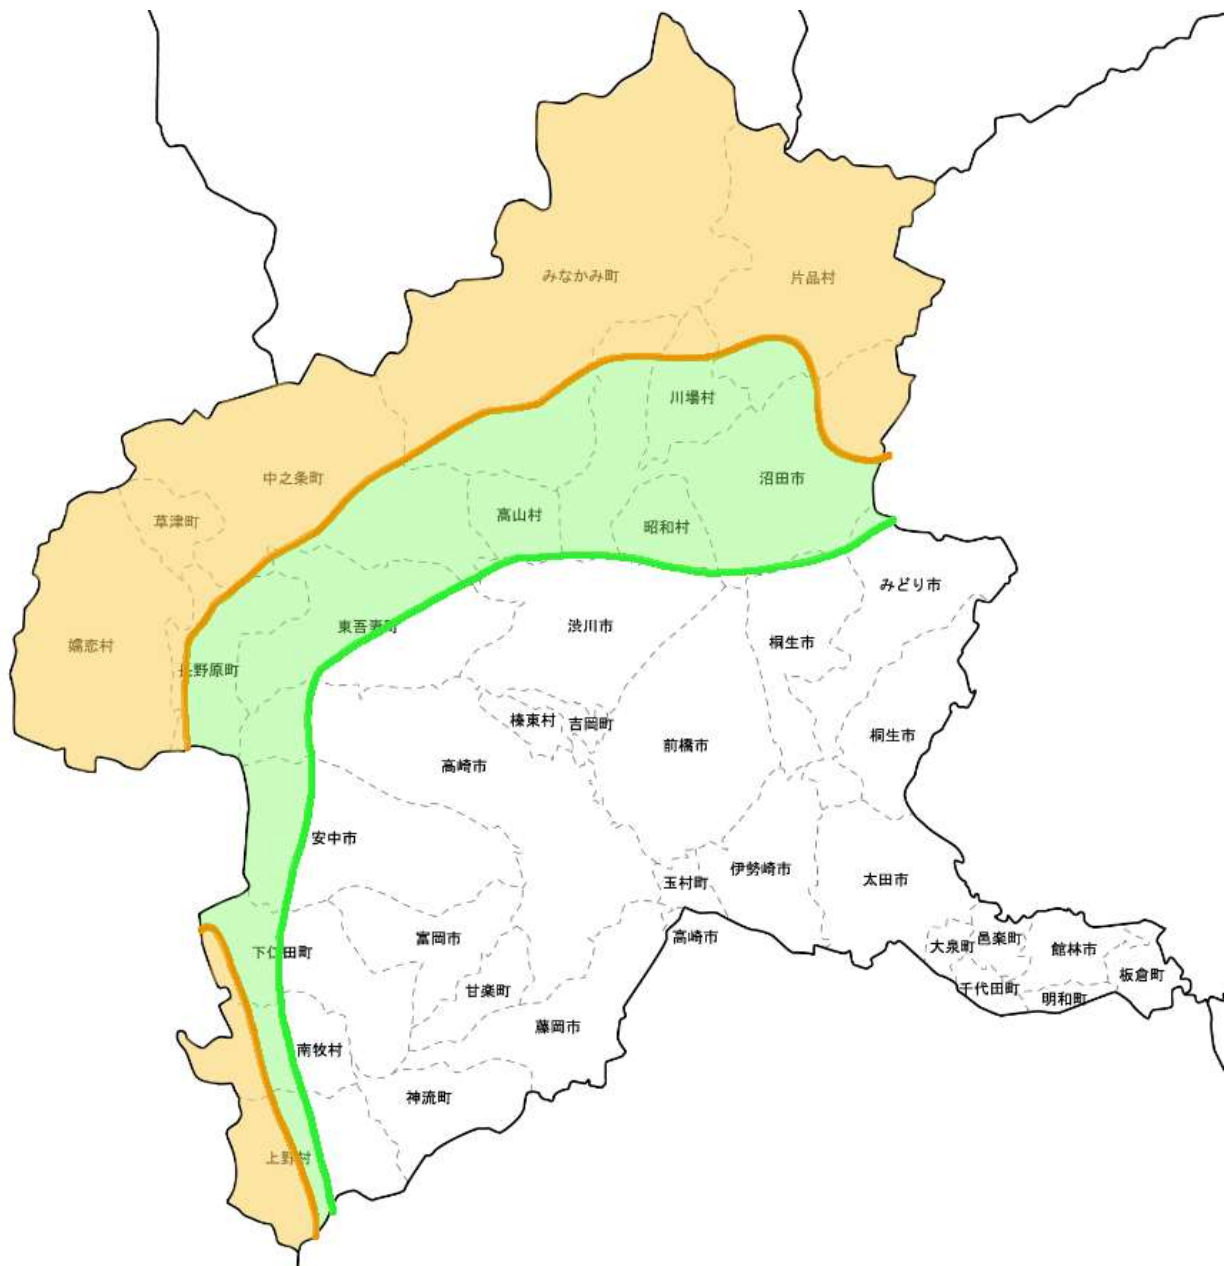 みなかみ町
片品村
川場村
中之条町
沼田市
高山村
草津町
昭和村
みどり市
東吾妻町
渋川市
桐生市
嬬恋村
長野原町
榛東村
吉岡町
前橋市
桐生市
高崎市
安中市
伊勢崎市
太田市
玉村町
富岡市
高崎市
邑楽町
大泉町
館林市
下仁田町
板倉町
甘楽町
千代田町
明和町
藤岡市
南牧村
神流町
上野村